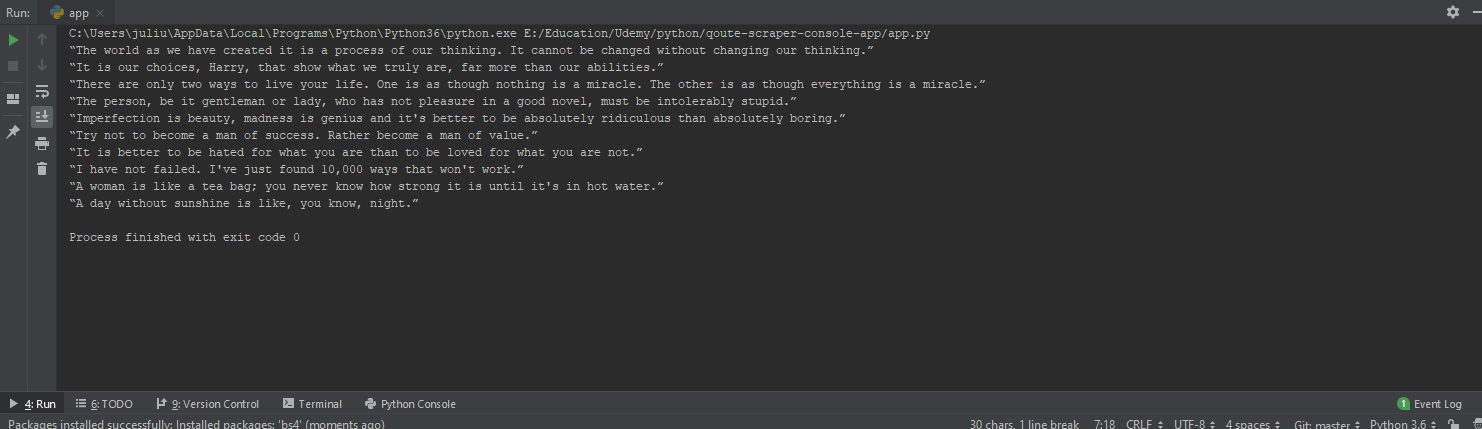 Run: app
C:\Users\juliu\AppData\Local\Programs\Python\Python36\python.exe E:/Education/Udemy/python/qoute-scraper-console-app/app.py
“The world as we have created it is a process of our thinking. It cannot be changed without changing our thinking.”
“It is our choices, Harry, that show what we truly are, far more than our abilities.”
“There are only two ways to live your life. One is as though nothing is a miracle. The other is as though everything is a miracle.”
“The person, be it gentleman or lady, who has not pleasure in a good novel, must be intolerably stupid.”
“Imperfection is beauty, madness is genius and it's better to be absolutely ridiculous than absolutely boring.”
“Try not to become a man of success. Rather become a man of value.”
“It is better to be hated for what you are than to be loved for what you are not.”
“I have not failed. I've just found 10,000 ways that won't work.”
“A woman is like a tea bag; you never know how strong it is until it's in hot water.”
“A day without sunshine is like, you know, night.”
Process finished with exit code 0
4: Run 6: TODO 9: Version Control Terminal Python Console 1 Event Log
Packages installed successfully: Installed packages: 'bs4' (moments ago) 30 chars, 1 line break 7:18 CRLF UTF-8 4 spaces Git: master Python 3.6